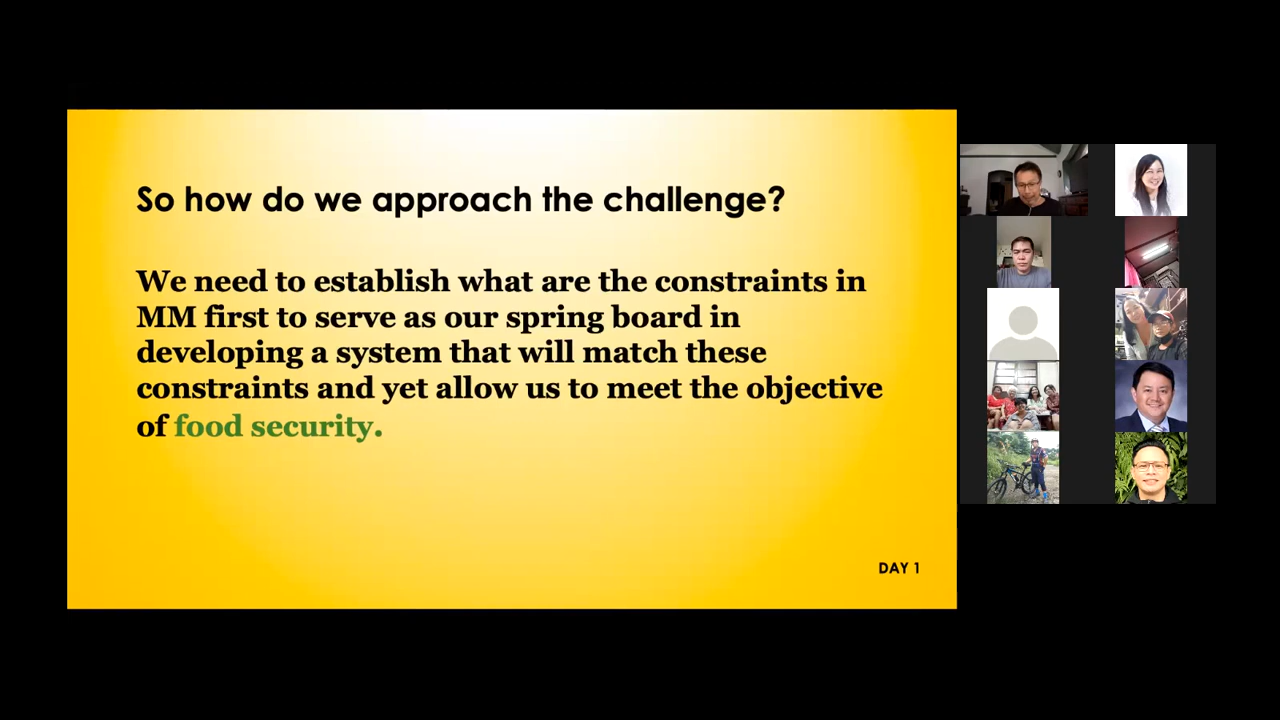 So how do we approach the challenge?
We need to establish what are the constraints in
MM first to serve as our spring board in
developing a system that will match these
constraints and yet allow us to meet the objective
of food security.
DAY 1